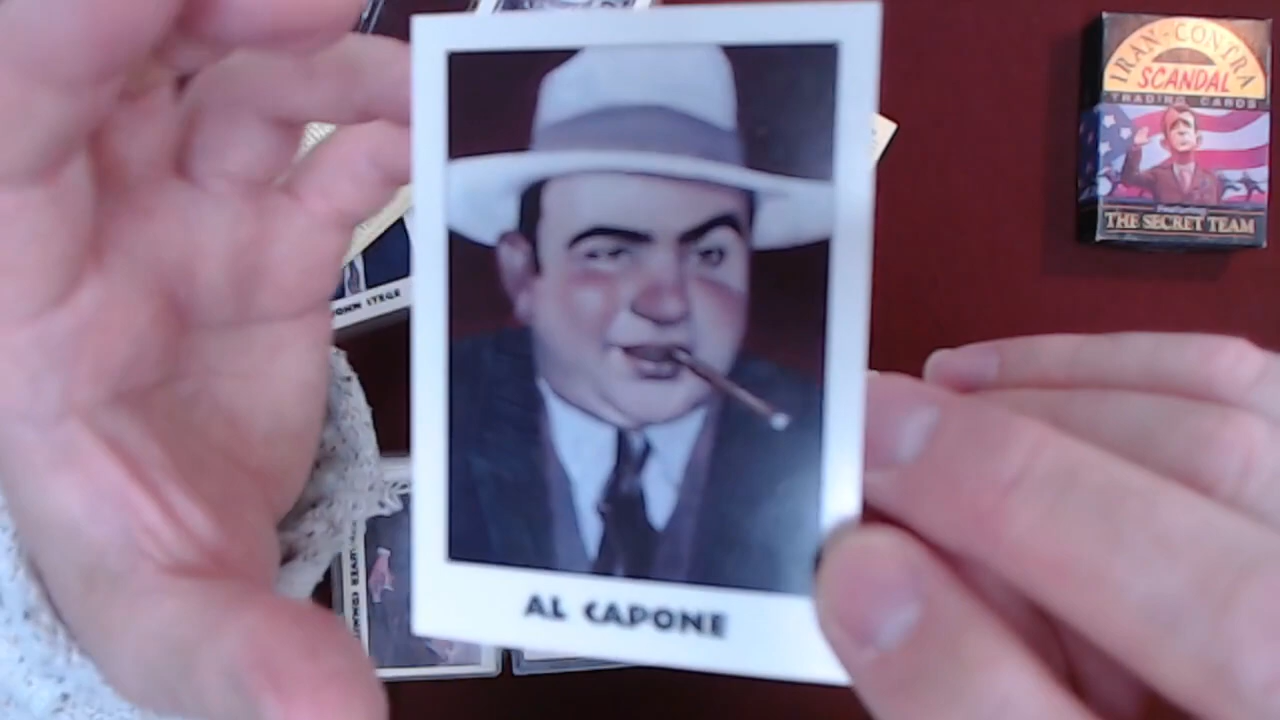 IRAN-CONTRA
SCANDAL
TRADING CARDS
THE SECRET TEAM
AL CAPONE